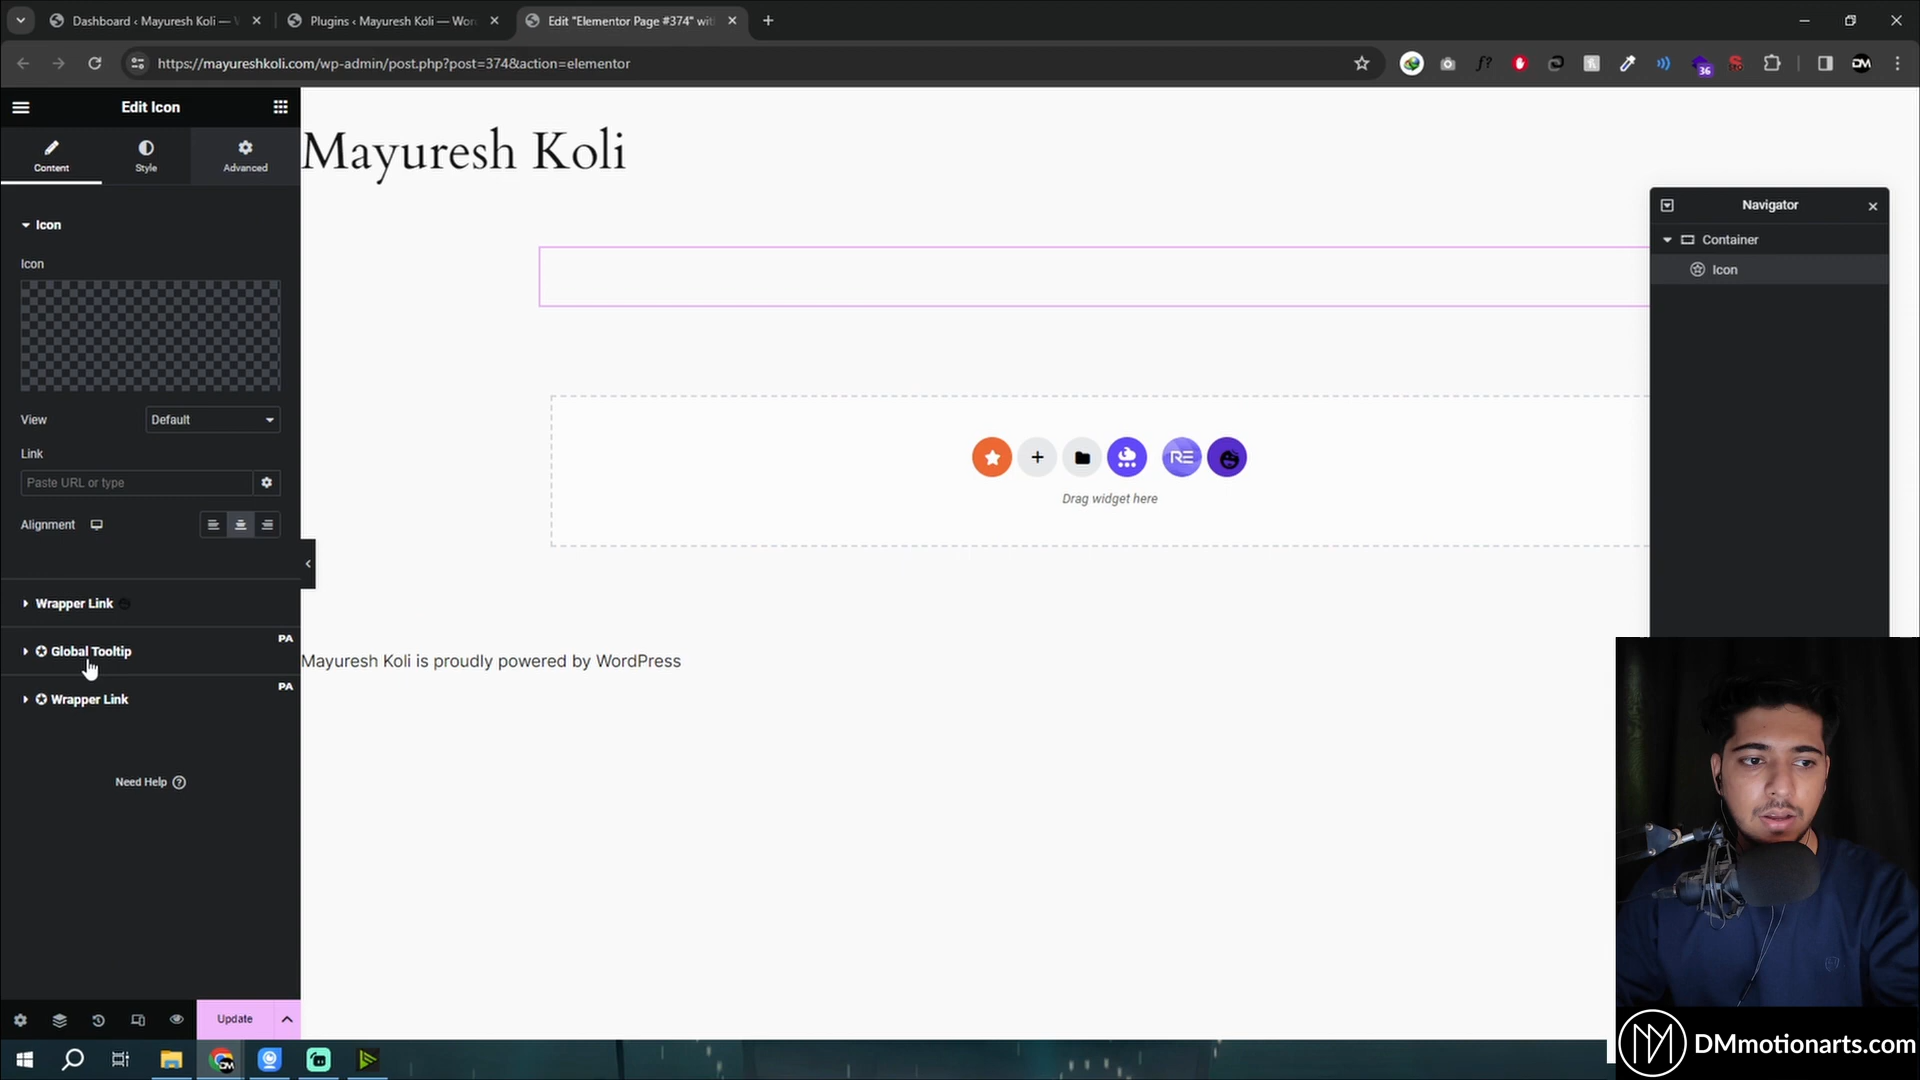 Dashboard ‹ Mayuresh Koli —
Plugins ‹ Mayuresh Koli — Wor
Edit "Elementor Page #374" wit
https://mayureshkoli.com/wp-admin/post.php?post=374&action=elementor
f?
36
DM
Edit Icon
Content
Style
Advanced
Mayuresh Koli
Navigator
Container
Icon
Icon
Icon
View
Default
Link
Paste URL or type
Alignment
RE
Drag widget here
Wrapper Link
PA
Global Tooltip
Mayuresh Koli is proudly powered by WordPress
PA
Wrapper Link
Need Help
Update
DMmotionarts.com